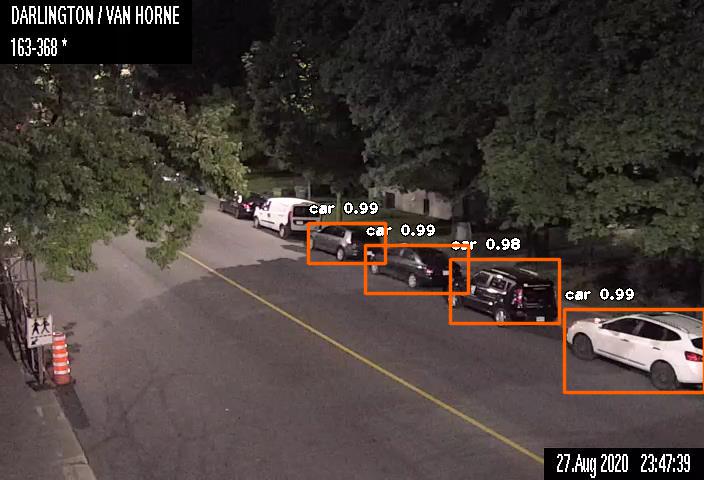 DARLINGTON / VAN HORNE
163-368 *
car 0.99
car 0.99
car 0.98
car 0.99
27.Aug 2020 23:47:39